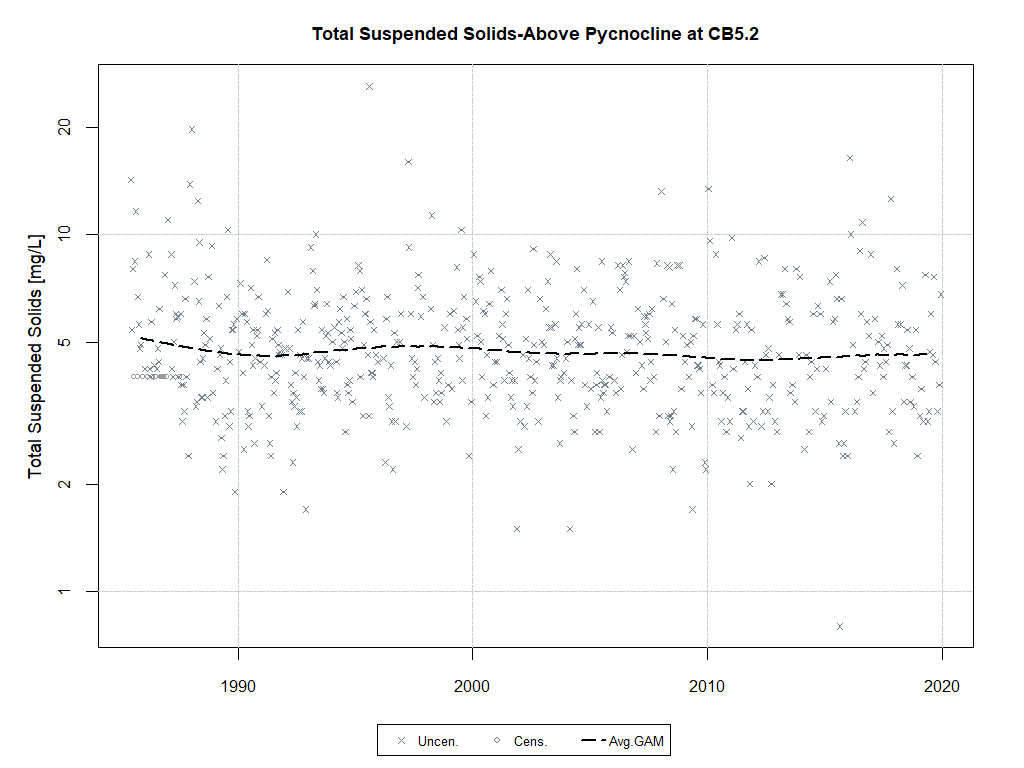 Total Suspended Solids-Above Pycnocline at CB5.2
Total Suspended Solids [mg/L]
20
10
5
2
1
1990 2000 2010 2020
Uncen. Cens. Avg.GAM